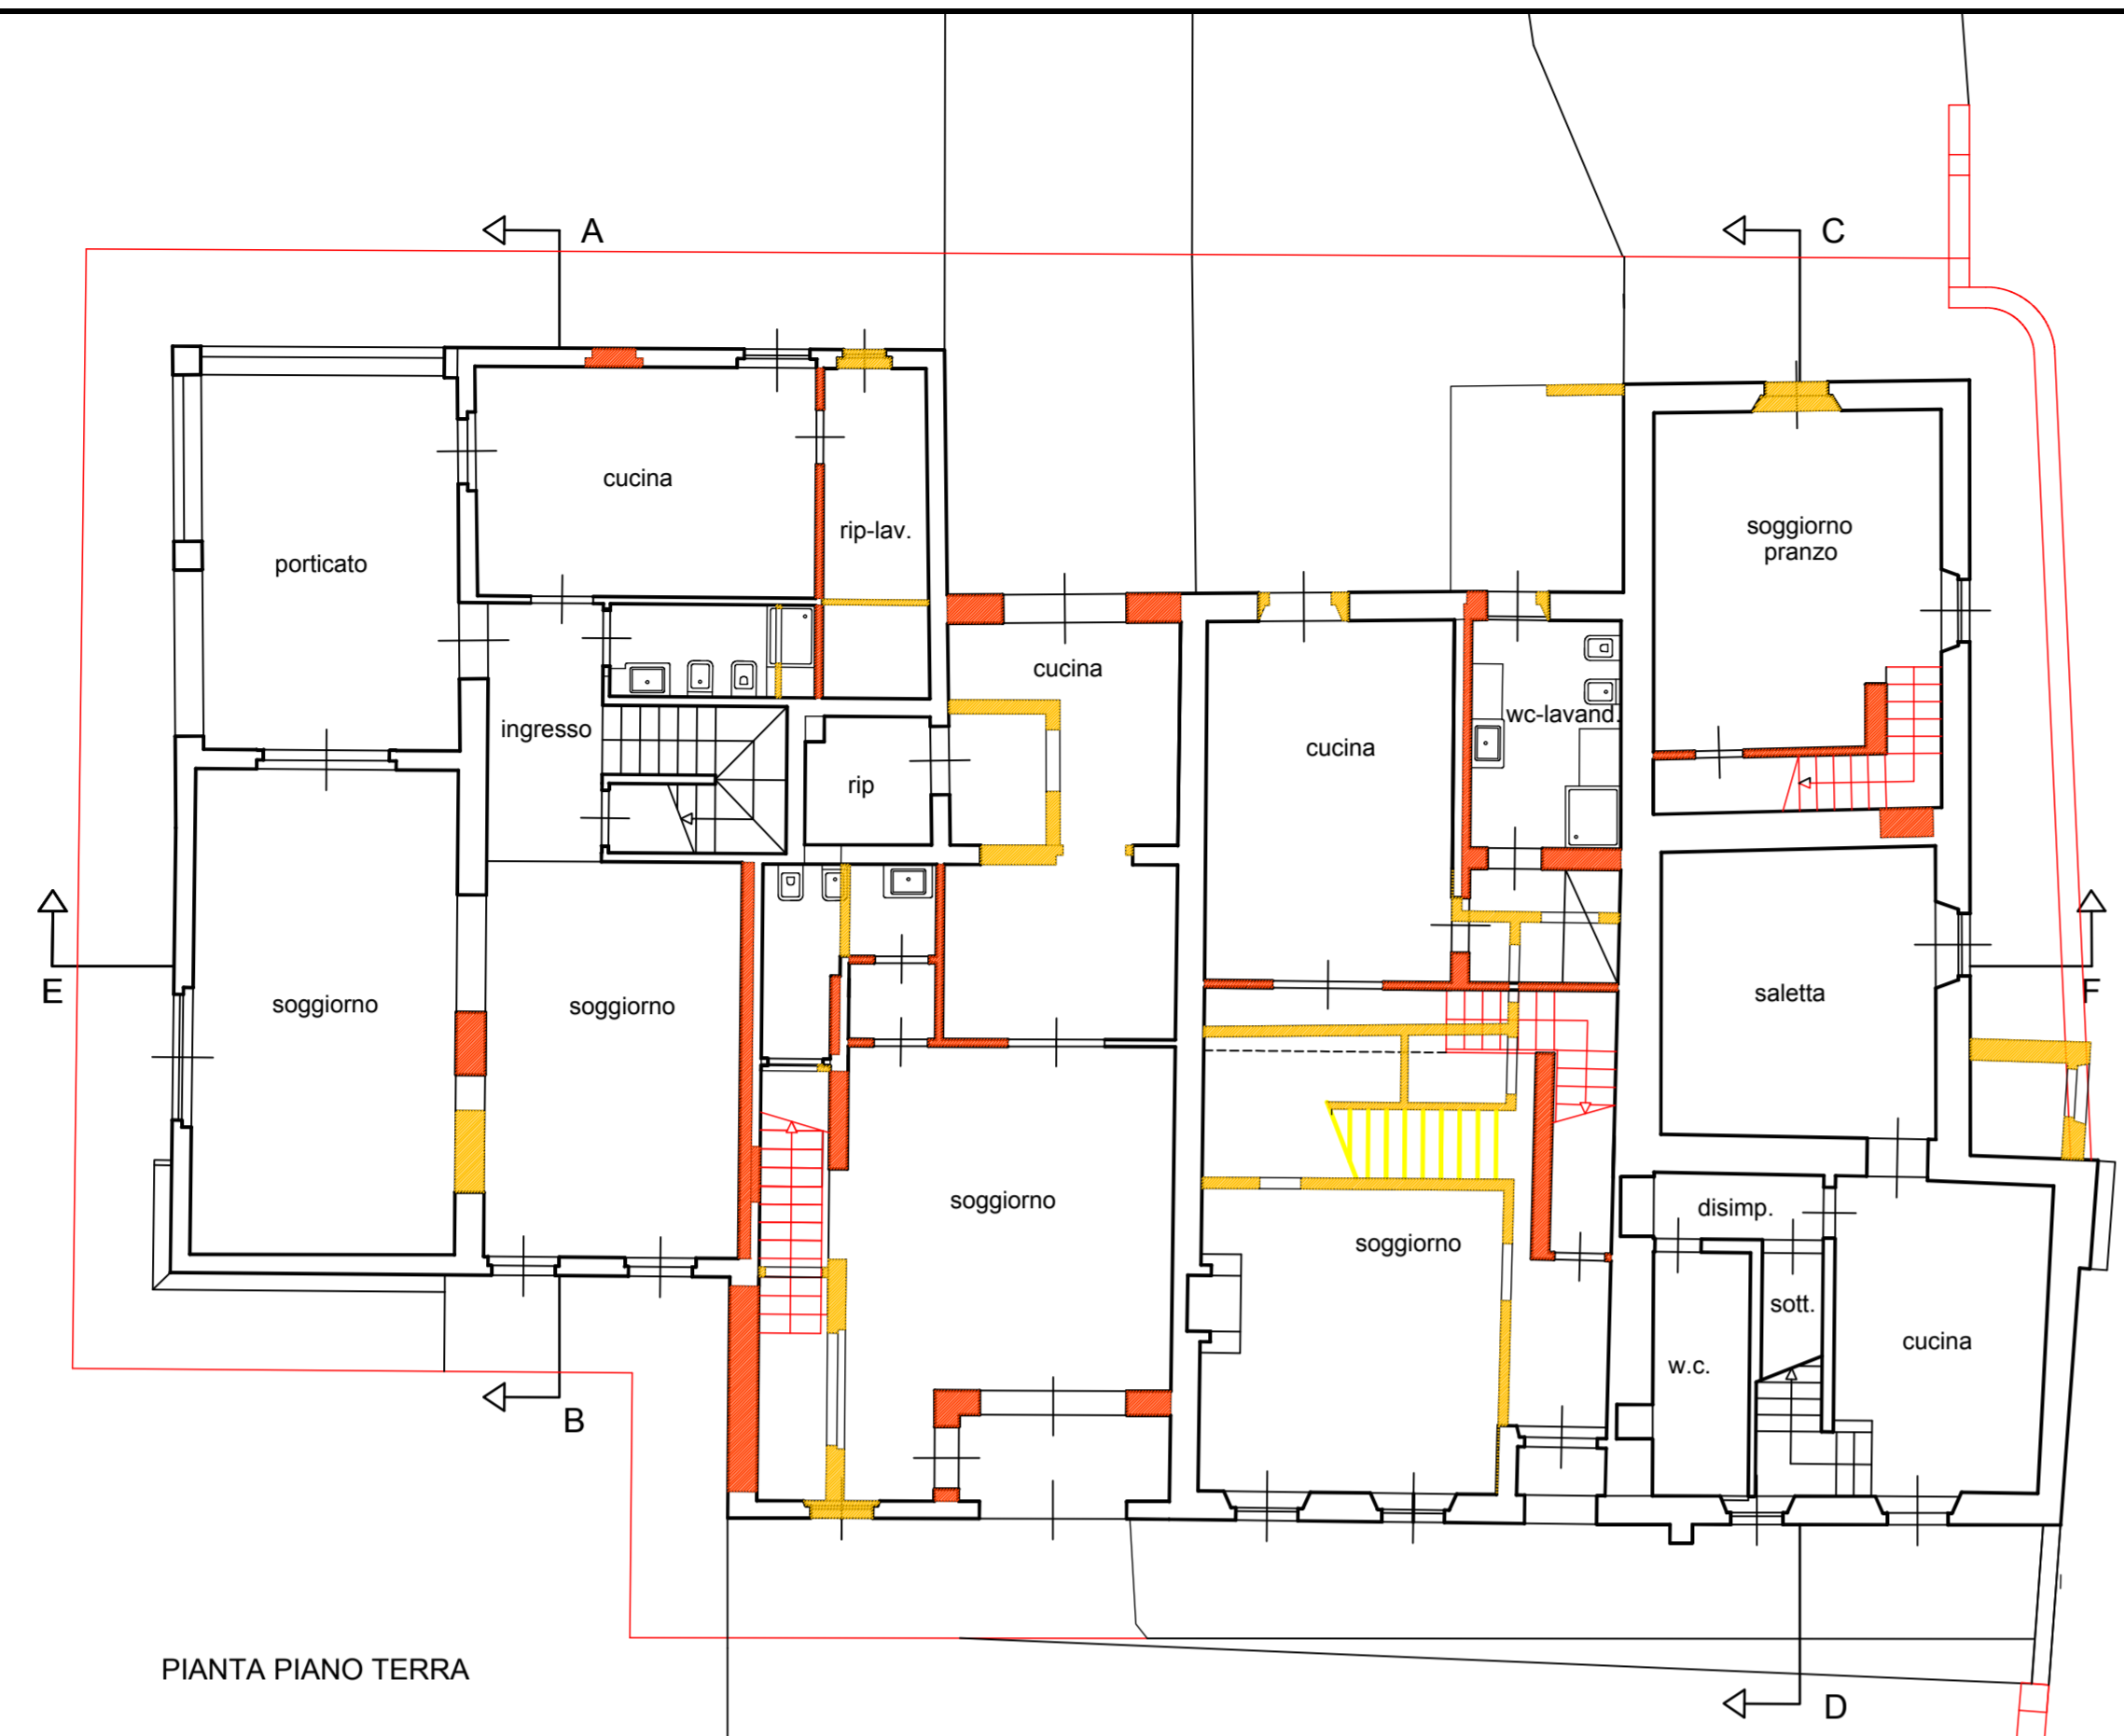 A
C
cucina
rip-lav.
soggiorno
pranzo
porticato
cucina
wc-lavand.
ingresso
cucina
rip
E
soggiorno
soggiorno
saletta
F
soggiorno
disimp.
soggiorno
sott.
cucina
w.c.
B
PIANTA PIANO TERRA
D